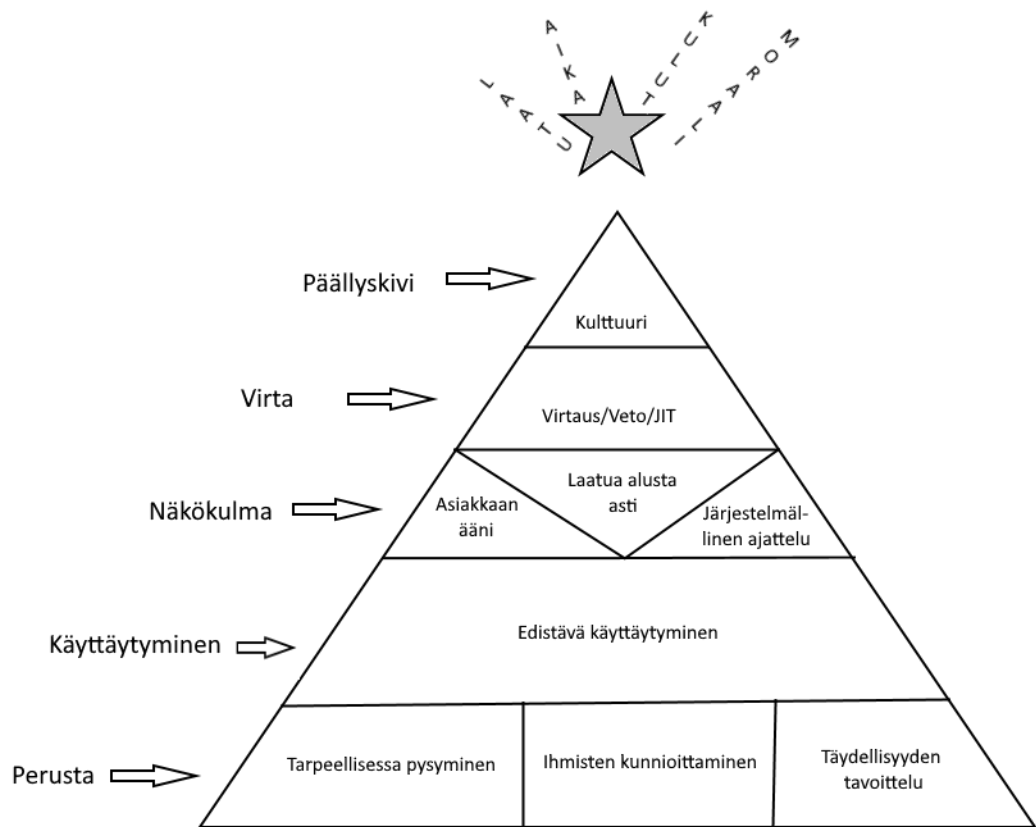 LAATU
AIKA
KULUT
MORAALI
Päällyskivi
Kulttuuri
Virta
Virtaus/Veto/JIT
Näkökulma
Asiakkaan
ääni
Laatua alusta
asti
Järjestelmäl-
linen ajattelu
Käyttäytyminen
Edistävä käyttäytyminen
Perusta
Tarpeellisessa pysyminen
Ihmisten kunnioittaminen
Täydellisyyden
tavoittelu